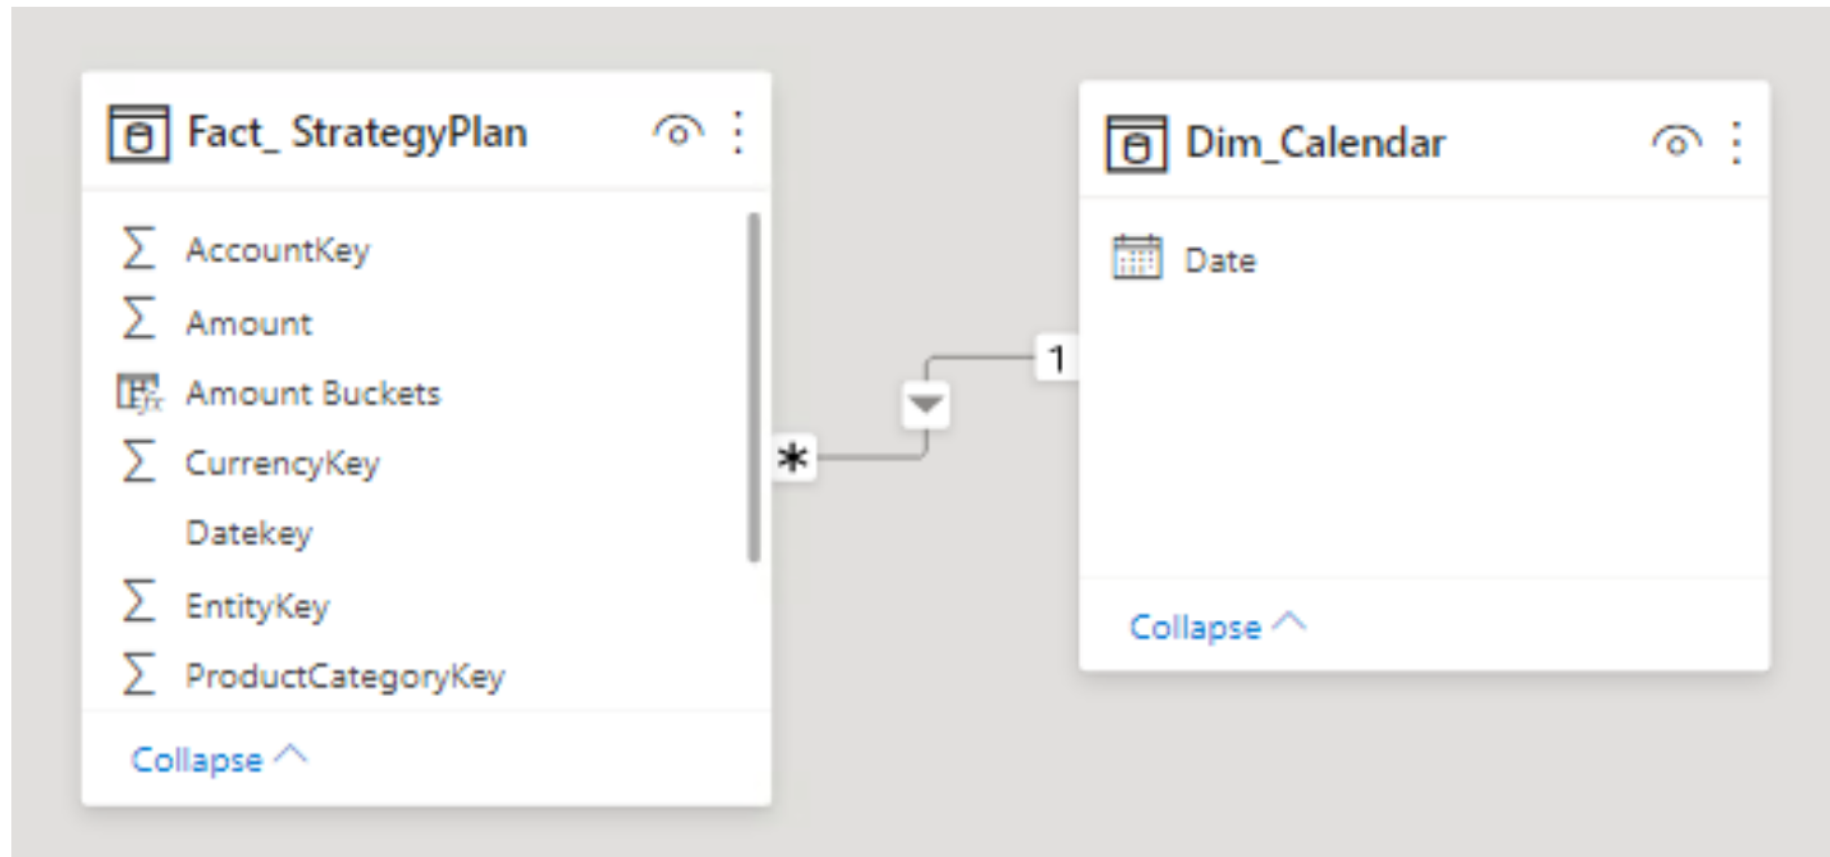 Fact_ StrategyPlan
AccountKey
Amount
Amount Buckets
CurrencyKey
Datekey
EntityKey
ProductCategoryKey
Collapse
*
1
Dim_Calendar
Date
Collapse